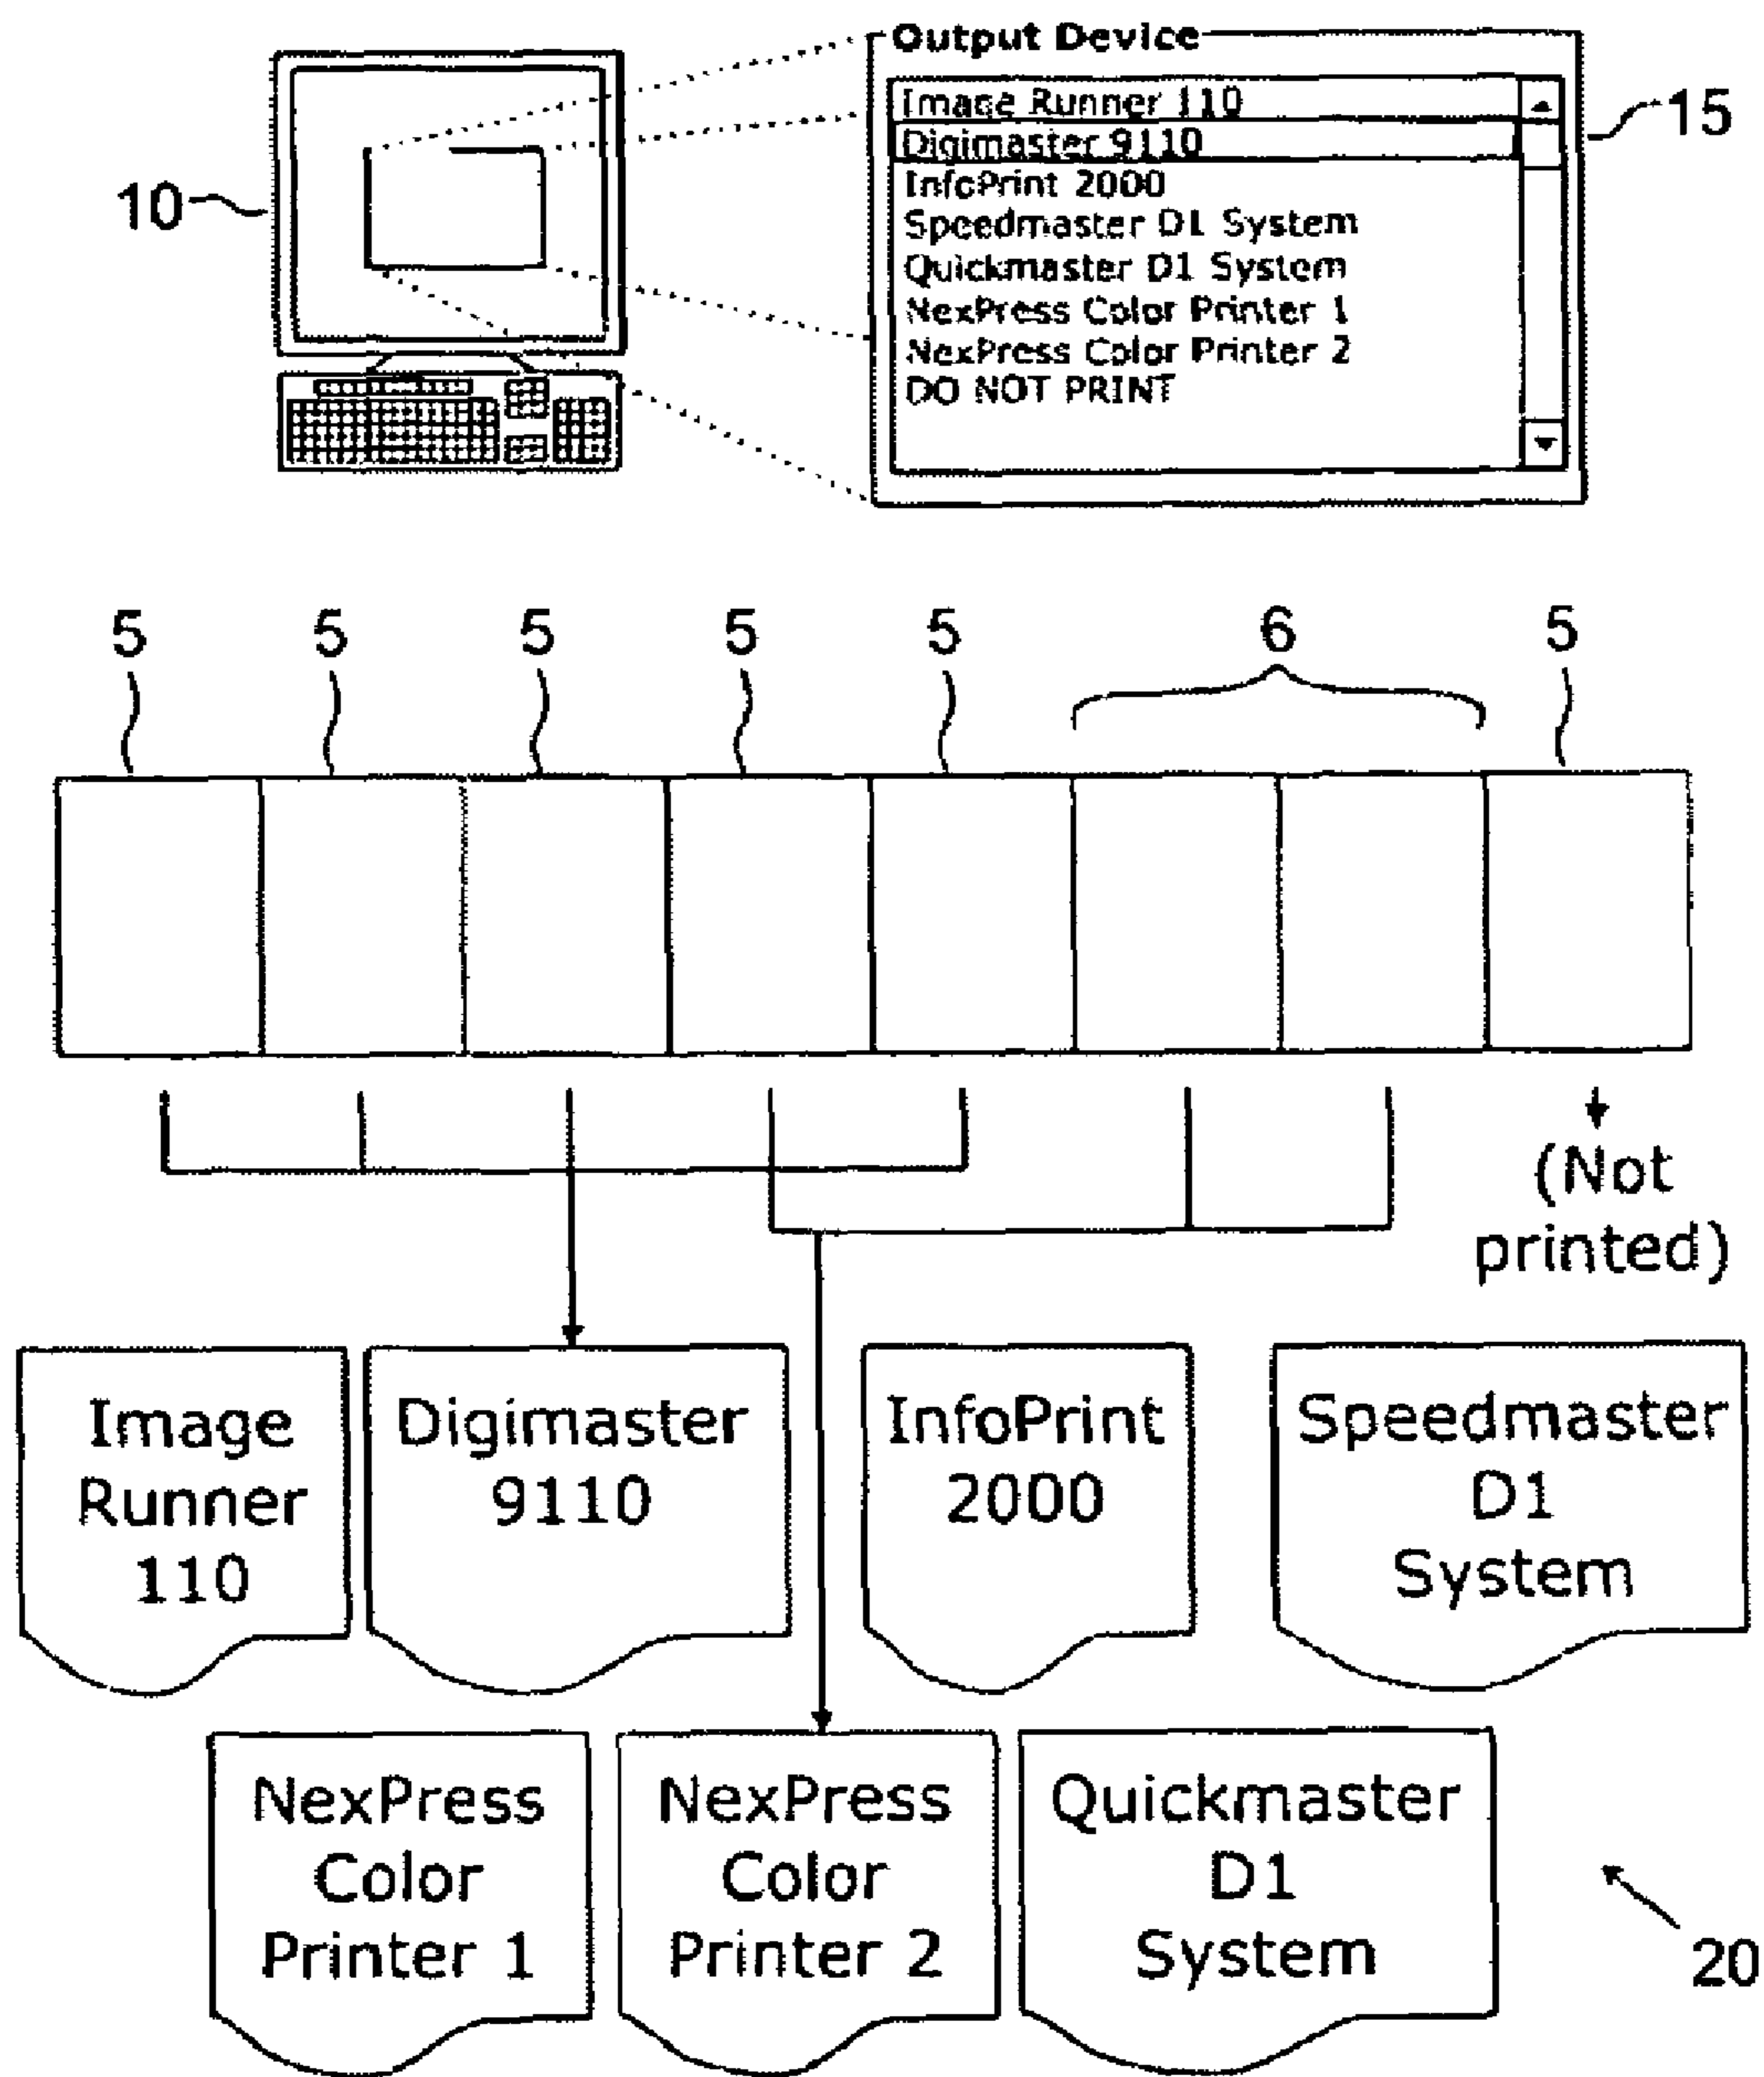 Output Device
Image Runner 110
Digimaster 9110
InfoPrint 2000
Speedmaster D1 System
Quickmaster D1 System
NexPress Color Printer 1
NexPress Color Printer 2
DO NOT PRINT
15
10
5 5 5 5 5 6 5
(Not
printed)
Image
Runner
110
Digimaster
9110
InfoPrint
2000
Speedmaster
D1
System
NexPress
Color
Printer 1
NexPress
Color
Printer 2
Quickmaster
D1
System
20